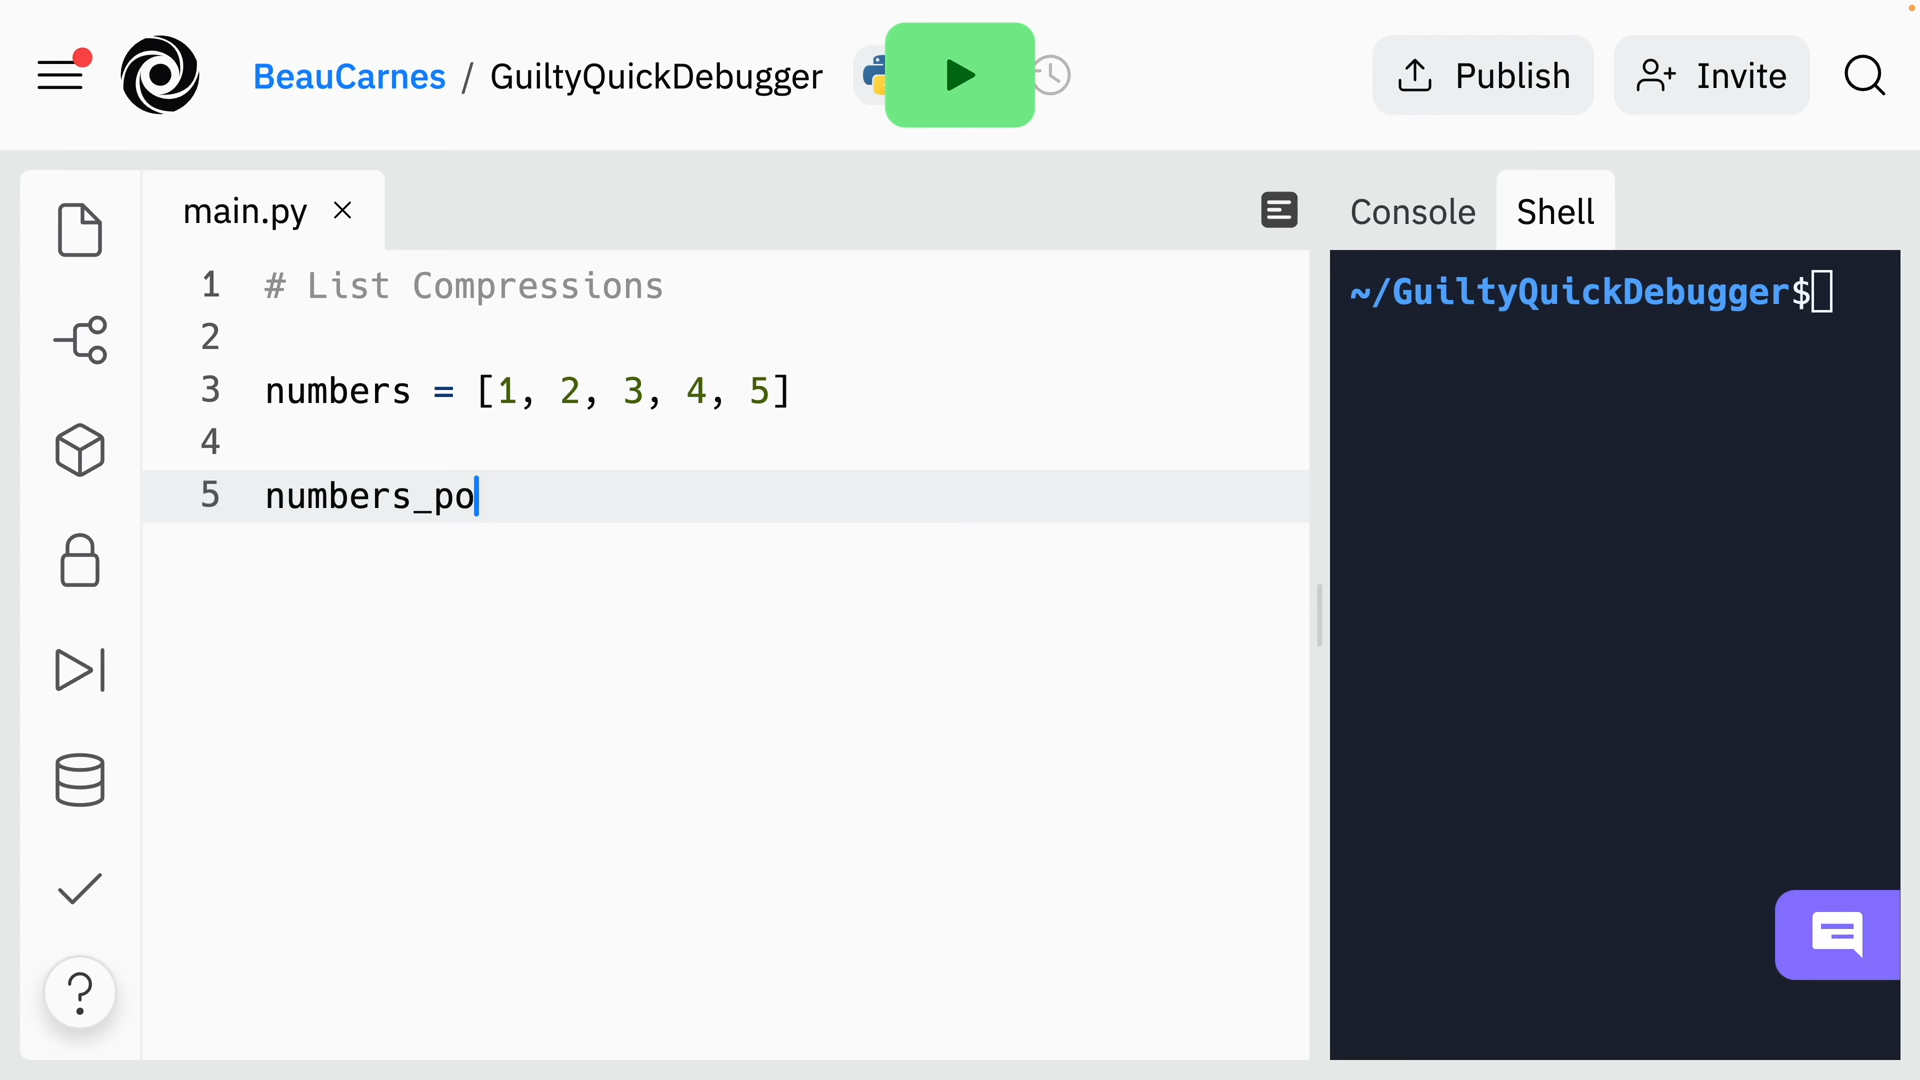 BeauCarnes / GuiltyQuickDebugger
Publish
Invite
main.py
Console
Shell
1 # List Compressions
2
3 numbers = [1, 2, 3, 4, 5]
4
5 numbers_po
~/GuiltyQuickDebugger$
?